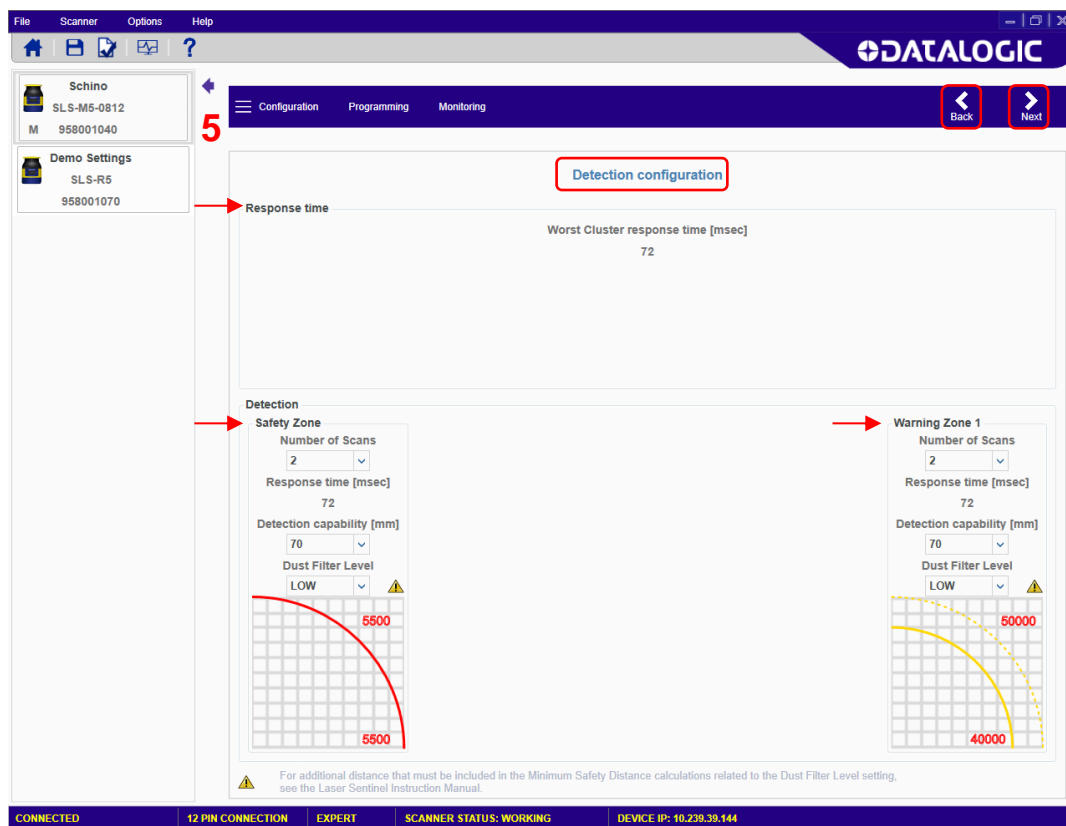 File Scanner Options Help
?
DATALOGIC
Schino
SLS-M5-0812
M 958001040
Demo Settings
SLS-R5
958001070
5
Configuration Programming Monitoring
Back Next
Detection configuration
Response time
Worst Cluster response time [msec]
72
Detection
Safety Zone
Number of Scans
2
Response time [msec]
72
Detection capability [mm]
70
Dust Filter Level
LOW
5500
5500
Warning Zone 1
Number of Scans
2
Response time [msec]
72
Detection capability [mm]
70
Dust Filter Level
LOW
50000
40000
For additional distance that must be included in the Minimum Safety Distance calculations related to the Dust Filter Level setting,
see the Laser Sentinel Instruction Manual.
CONNECTED 12 PIN CONNECTION EXPERT SCANNER STATUS: WORKING DEVICE IP: 10.239.39.144